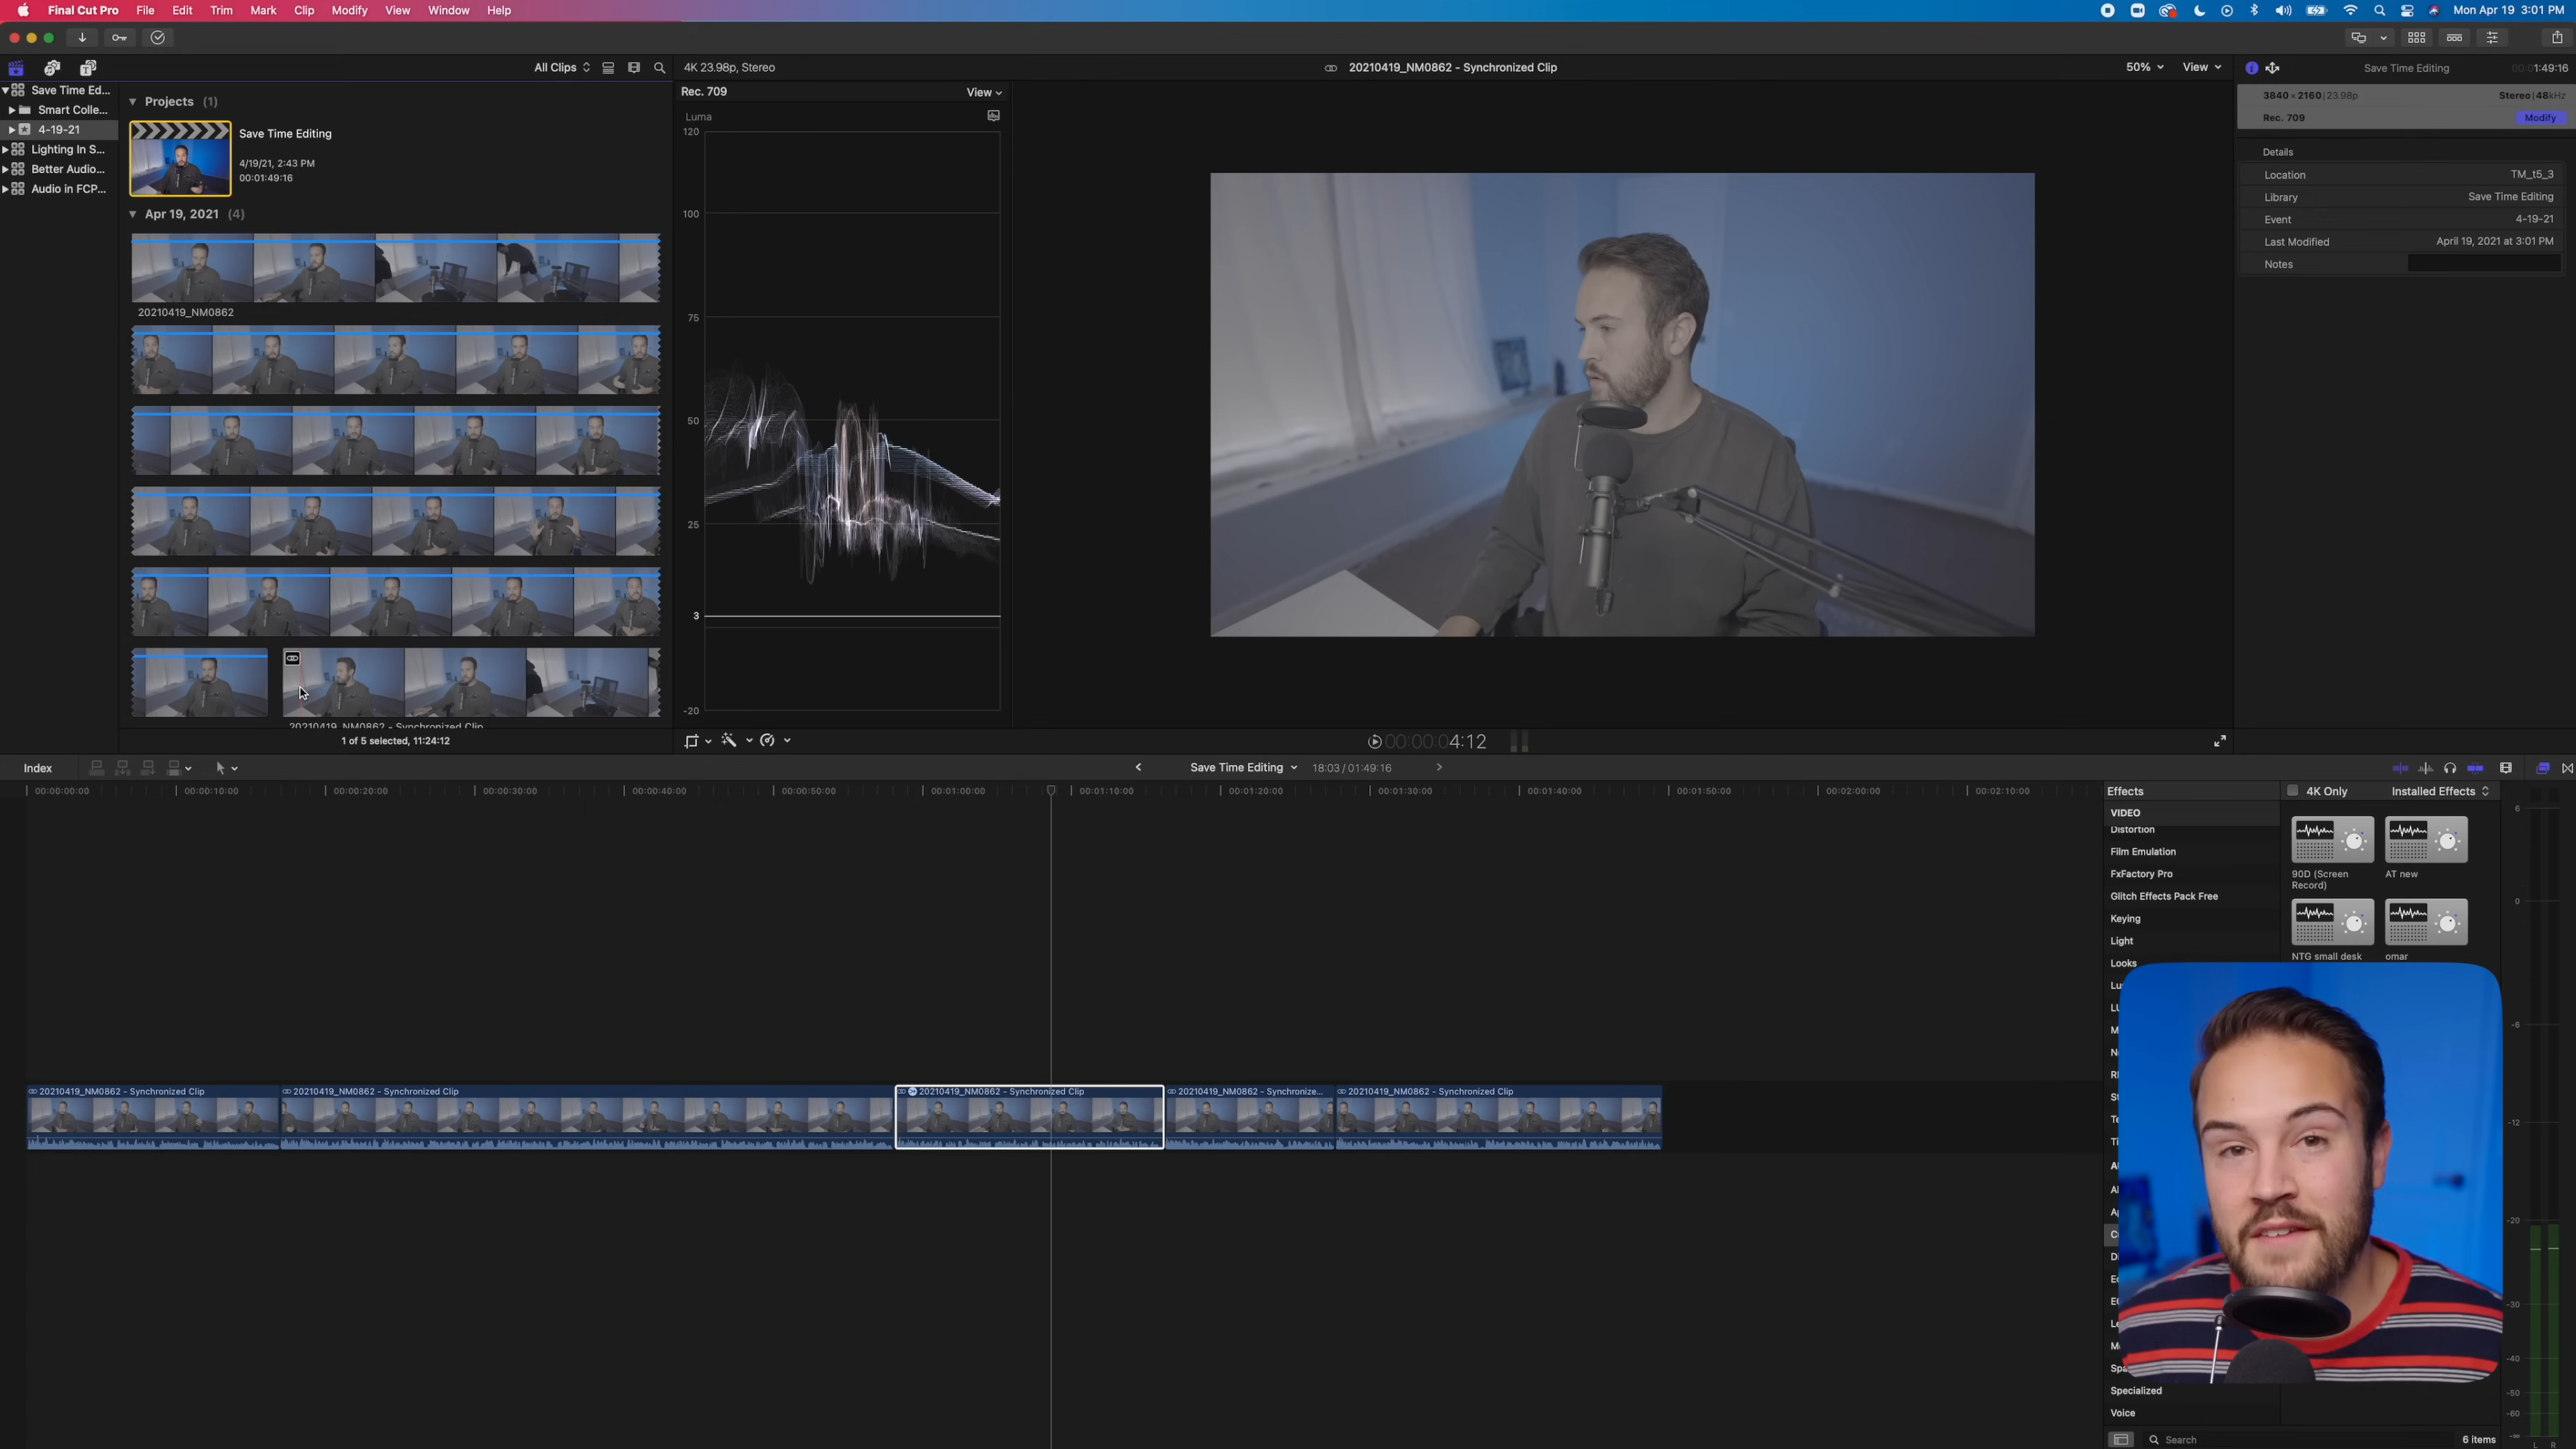 Final Cut Pro File Edit Trim Mark Clip Modify View Window Help
Mon Apr 19 3:01 PM
All Clips
4K 23.98p, Stereo
20210419_NM0862 - Synchronized Clip
50%
View
Save Time Editing
1:49:16
Save Time Ed...
Smart Colle...
4-19-21
Lighting In S...
Better Audio...
Audio in FCP...
Projects (1)
Save Time Editing
4/19/21, 2:43 PM
00:01:49:16
Apr 19, 2021 (4)
20210419_NM0862
20210419_NM0862 - Synchronized Clip
1 of 5 selected, 11:24:12
Rec. 709
View
Luma
120
100
75
50
25
3
-20
00:00:04:12
3840 × 2160 | 23.98p
Stereo | 48kHz
Rec. 709
Modify
Details
Location TM_t5_3
Library Save Time Editing
Event 4-19-21
Last Modified April 19, 2021 at 3:01 PM
Notes
Index
Save Time Editing
18:03 / 01:49:16
00:00:00:00 00:00:10:00 00:00:20:00 00:00:30:00 00:00:40:00 00:00:50:00 00:01:00:00 00:01:10:00 00:01:20:00 00:01:30:00 00:01:40:00 00:01:50:00 00:02:00:00 00:02:10:00
20210419_NM0862 - Synchronized Clip
20210419_NM0862 - Synchronized Clip
20210419_NM0862 - Synchronized Clip
20210419_NM0862 - Synchronize...
20210419_NM0862 - Synchronized Clip
Effects
4K Only
Installed Effects
VIDEO
Distortion
Film Emulation
FxFactory Pro
Glitch Effects Pack Free
Keying
Light
Looks
Specialized
Voice
90D (Screen
Record)
AT new
NTG small desk
omar
6
0
-6
-12
-20
-30
-40
-50
-60
-∞
L R
Search
6 items